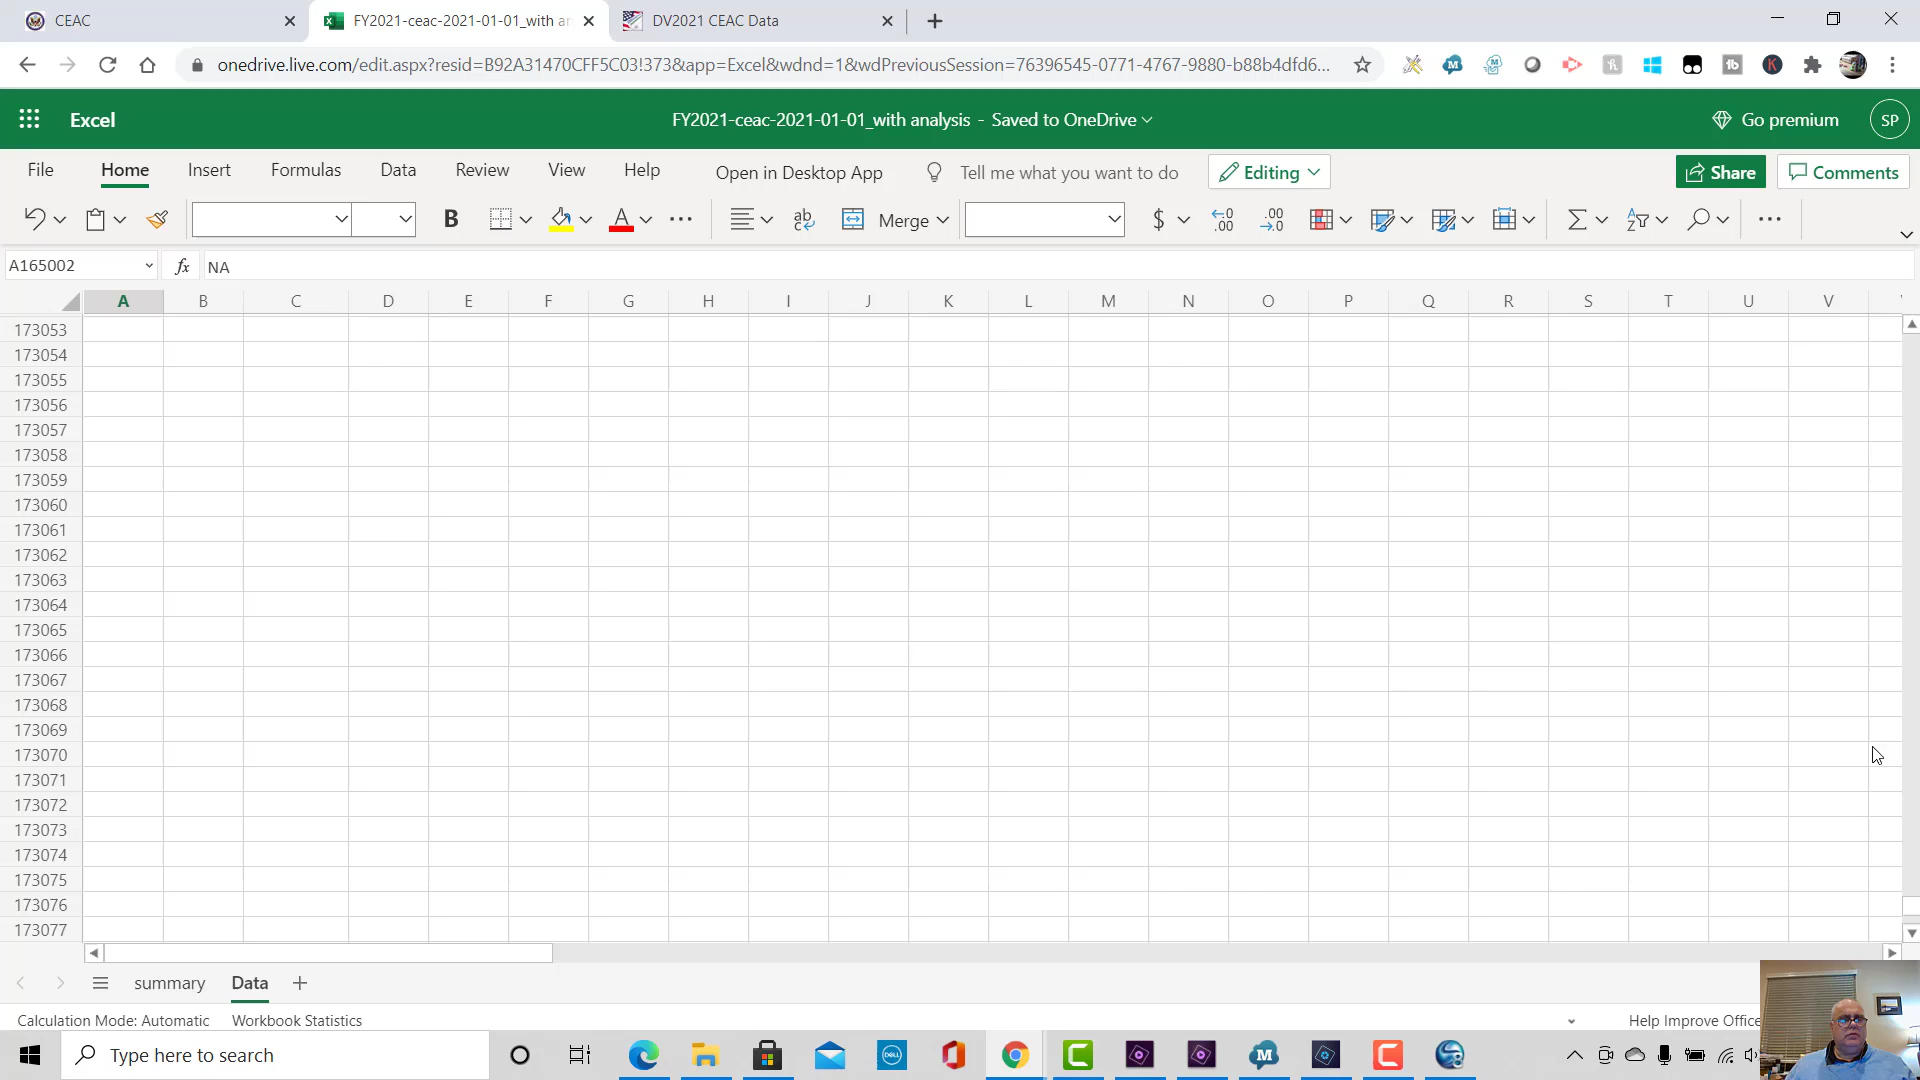 CEAC
FY2021-ceac-2021-01-01_with an
DV2021 CEAC Data
onedrive.live.com/edit.aspx?resid=B92A31470CFF5C03!373&app=Excel&wdnd=1&wdPreviousSession=76396545-0771-4767-9880-b88b4dfd6...
Excel
FY2021-ceac-2021-01-01_with analysis - Saved to OneDrive
Go premium
SP
File
Home
Insert
Formulas
Data
Review
View
Help
Open in Desktop App
Tell me what you want to do
Editing
Share
Comments
B
ab
A
Merge
$
A165002
fx
NA
A B C D E F G H I J K L M N O P Q R S T U V
173053
173054
173055
173056
173057
173058
173059
173060
173061
173062
173063
173064
173065
173066
173067
173068
173069
173070
173071
173072
173073
173074
173075
173076
173077
summary
Data
Calculation Mode: Automatic
Workbook Statistics
Help Improve Office
Type here to search